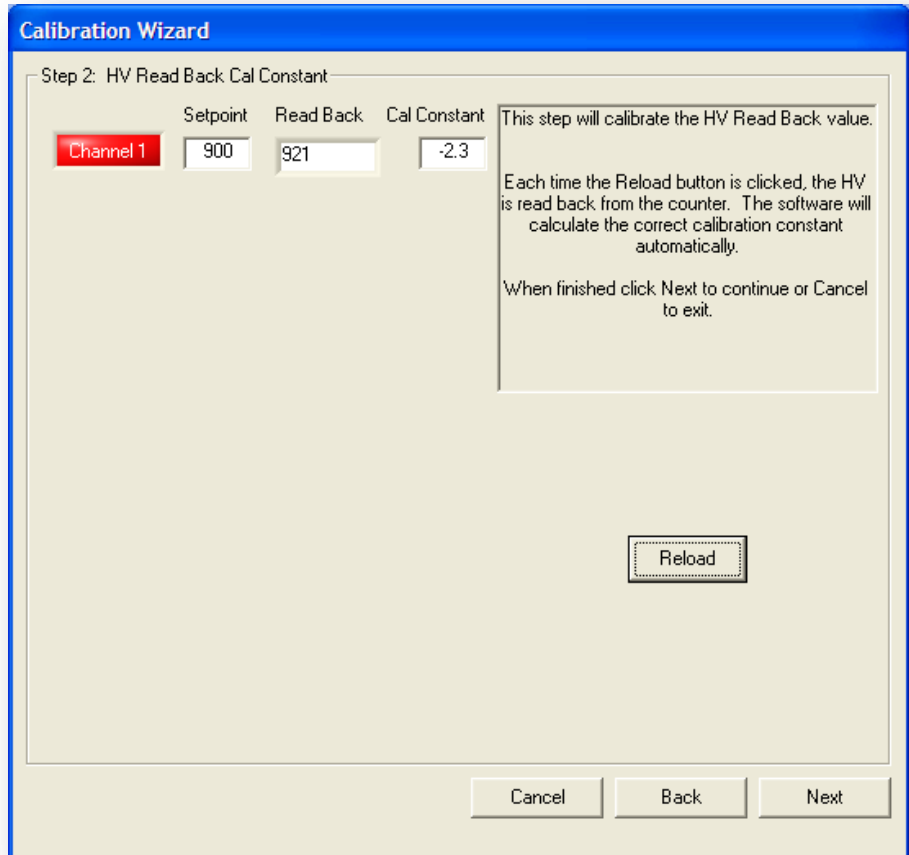 Calibration Wizard
Step 2: HV Read Back Cal Constant
Setpoint Read Back Cal Constant
Channel 1 900 921 -2.3
This step will calibrate the HV Read Back value.
Each time the Reload button is clicked, the HV
is read back from the counter. The software will
calculate the correct calibration constant
automatically.
When finished click Next to continue or Cancel
to exit.
Reload
Cancel Back Next